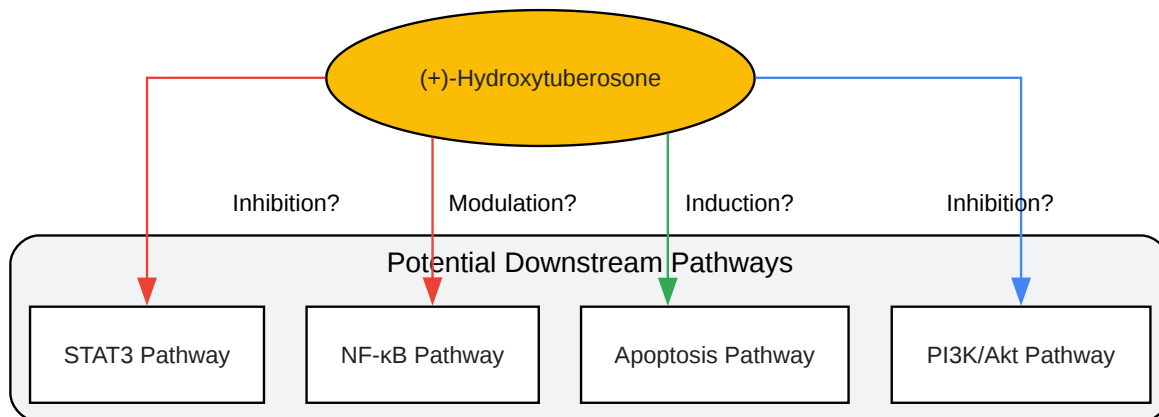 (+)-Hydroxytuberosone
Inhibition?
Modulation?
Induction?
Inhibition?
Potential Downstream Pathways
STAT3 Pathway
NF-κB Pathway
Apoptosis Pathway
PI3K/Akt Pathway